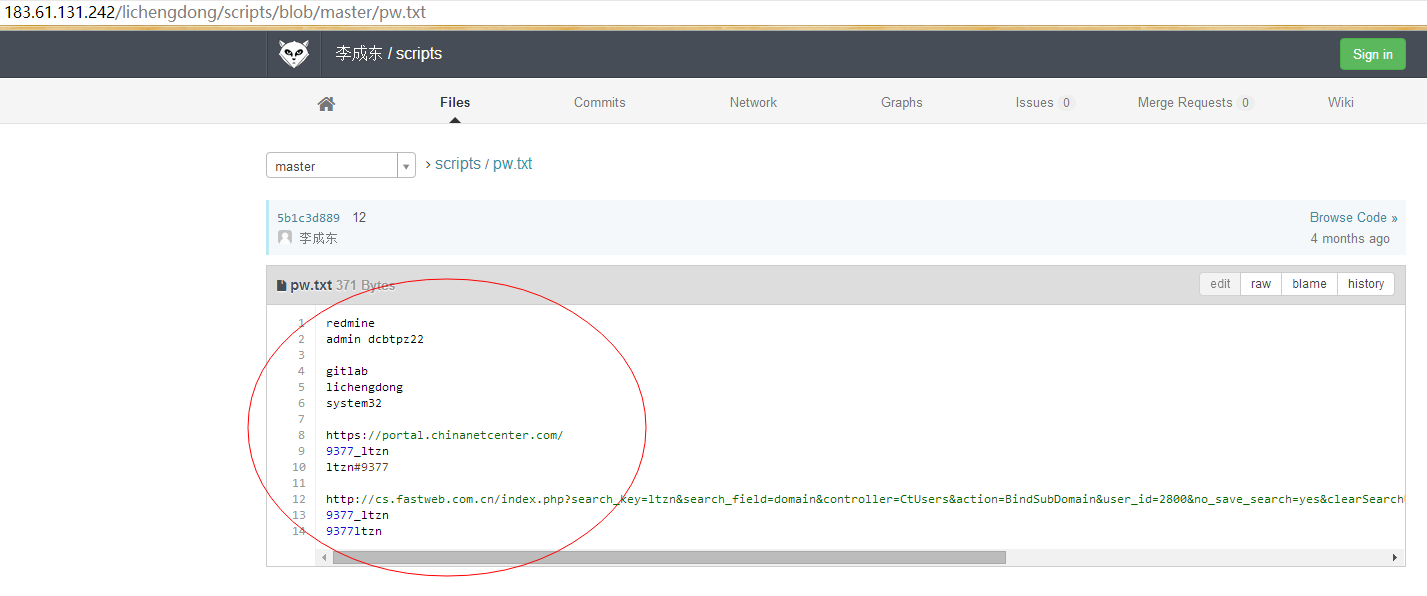 183.61.131.242/lichengdong/scripts/blob/master/pw.txt
李成东 / scripts
Sign in
Files
Commits
Network
Graphs
Issues 0
Merge Requests 0
Wiki
master
› scripts / pw.txt
5b1c3d889 12
Browse Code »
李成东
4 months ago
pw.txt 371 Bytes
edit raw blame history
1 redmine
2 admin dcbtpz22
3
4 gitlab
5 lichengdong
6 system32
7
8 https://portal.chinanetcenter.com/
9 9377_ltzn
10 ltzn#9377
11
12 http://cs.fastweb.com.cn/index.php?search_key=ltzn&search_field=domain&controller=CtUsers&action=BindSubDomain&user_id=2800&no_save_search=yes&clearSearch
13 9377_ltzn
14 9377ltzn